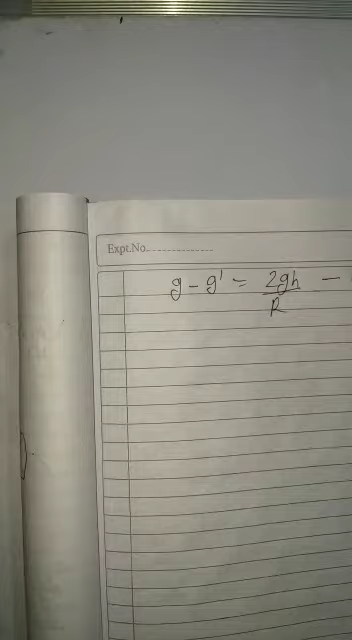 Expt.No.
g - g' = 2gh/R -